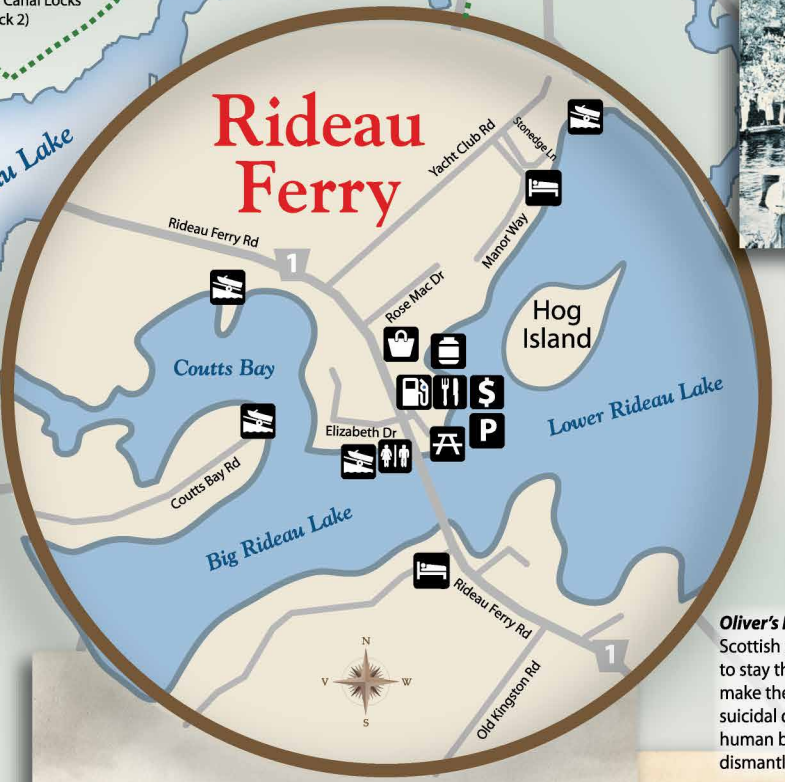 Canal Locks
ck 2)
au Lake
Rideau
Ferry
Yacht Club Rd
Stonedge Ln
Rideau Ferry Rd
1
Manor Way
Rose Mac Dr
Hog
Island
Coutts Bay
$
Lower Rideau Lake
Elizabeth Dr
P
Coutts Bay Rd
Big Rideau Lake
Rideau Ferry Rd
1
Old Kingston Rd
N
V
W
S
Oliver's
Scottish
to stay th
make the
suicidal
human b
dismantl